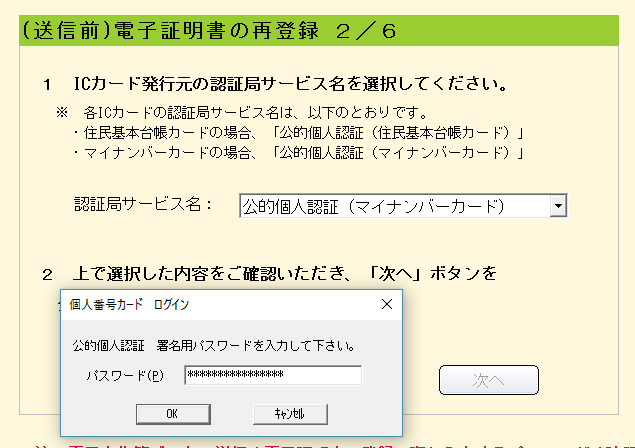 (送信前)電子証明書の再登録 ２／６
１ ICカード発行元の認証局サービス名を選択してください。
※ 各ICカードの認証局サービス名は、以下のとおりです。
・住民基本台帳カードの場合、「公的個人認証（住民基本台帳カード）」
・マイナンバーカードの場合、「公的個人認証（マイナンバーカード）」
認証局サービス名： 公的個人認証（マイナンバーカード）
２ 上で選択した内容をご確認いただき、「次へ」ボタンを
個人番号カード ログイン
公的個人認証 署名用パスワードを入力して下さい。
パスワード(P) ****************
次へ
OK ｷｬﾝｾﾙ